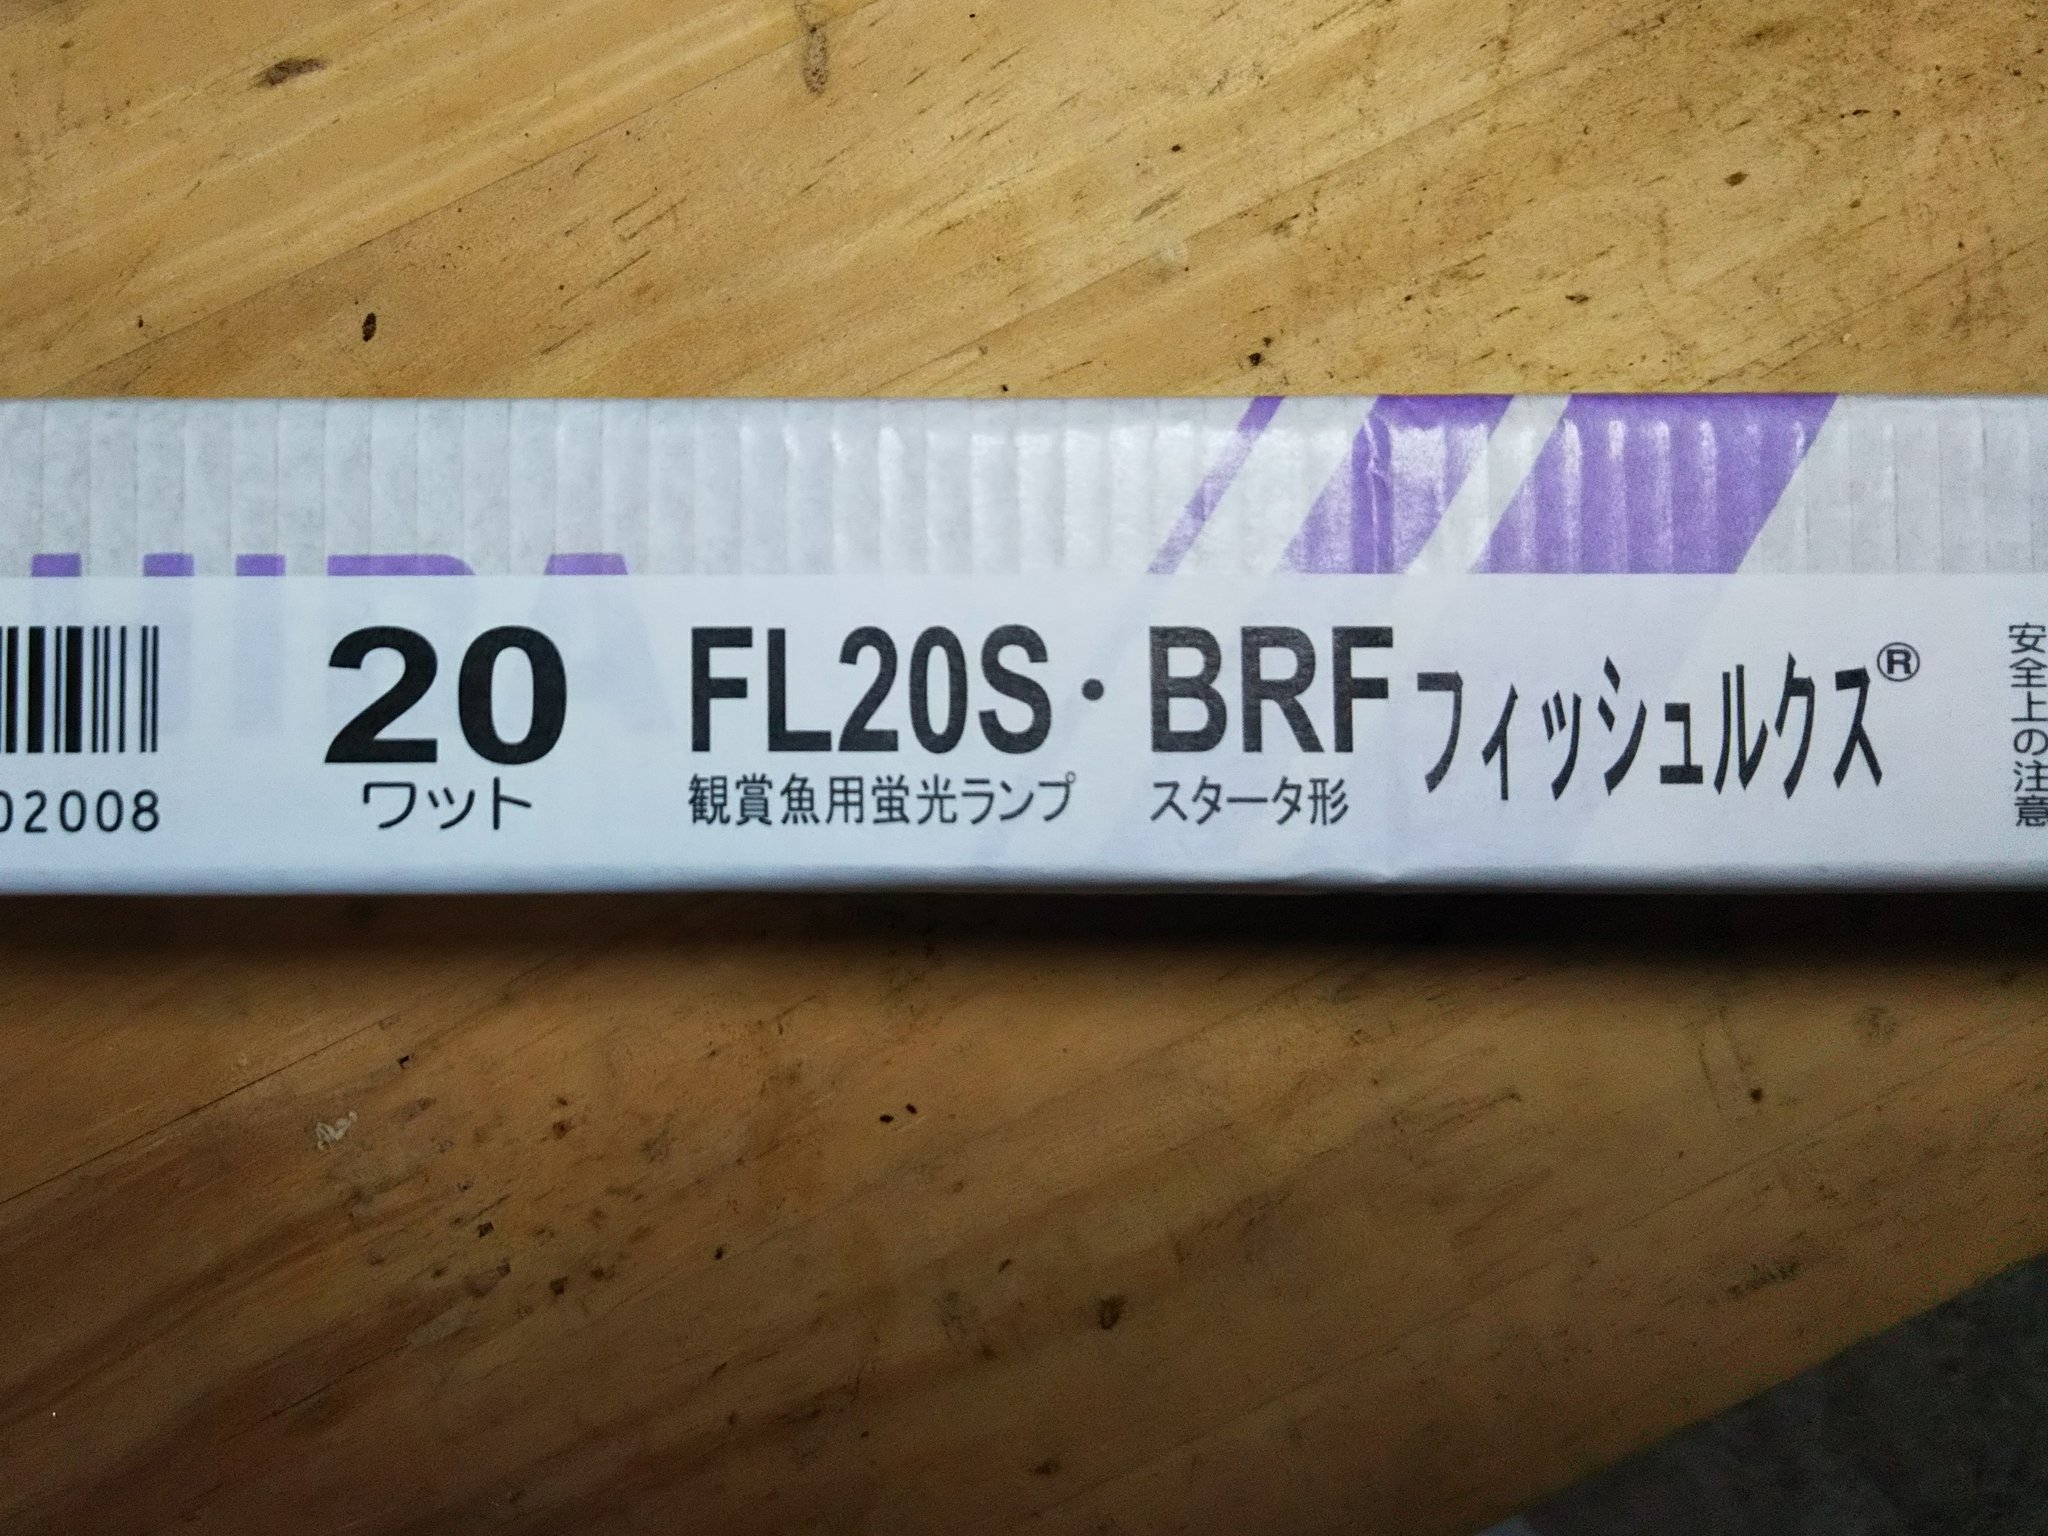 20
ワット
02008
FL20S・BRF フィッシュルクス®
観賞魚用蛍光ランプ スタータ形
安全上の注意